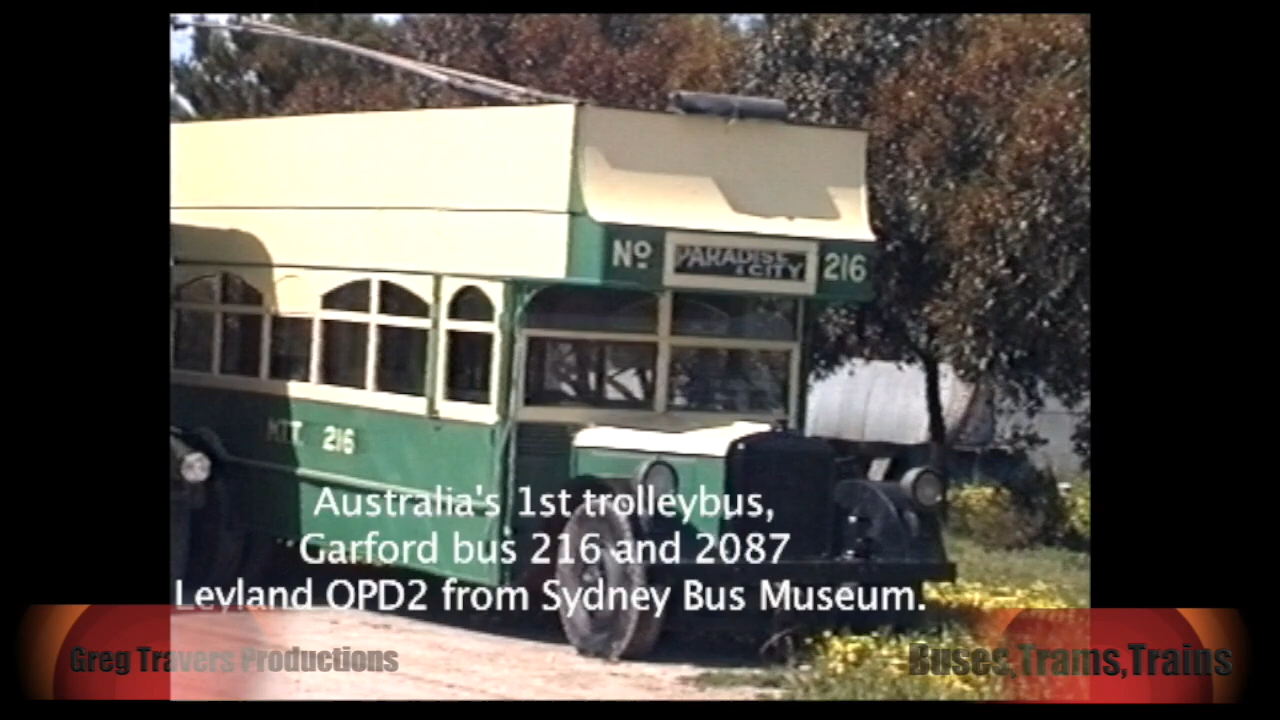 No PARADISE & CITY 216
M.T.T. 216
Australia's 1st trolleybus,
Garford bus 216 and 2087
Leyland OPD2 from Sydney Bus Museum.
Greg Travers Productions
Buses,Trams,Trains